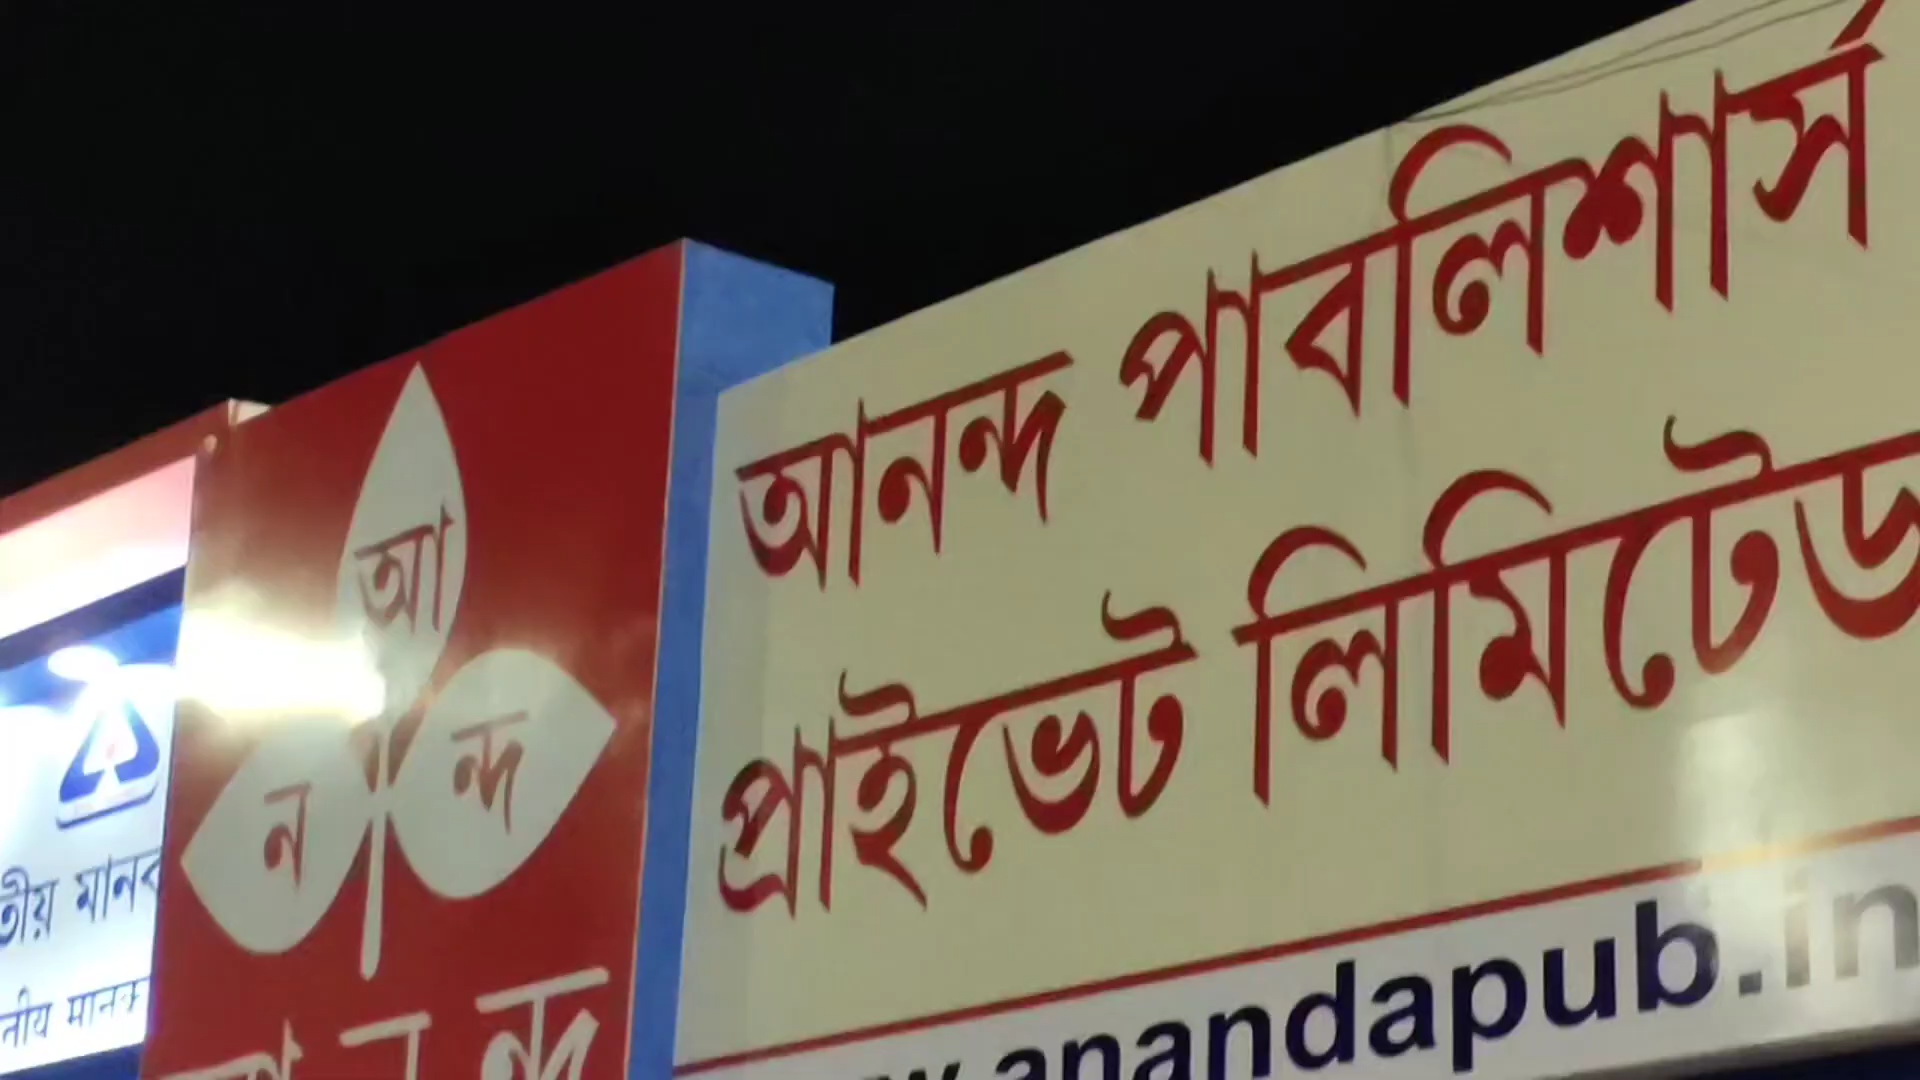 আনন্দ পাবলিশার্স
প্রাইভেট লিমিটেড
anandapub.in
আ
ন
ন্দ